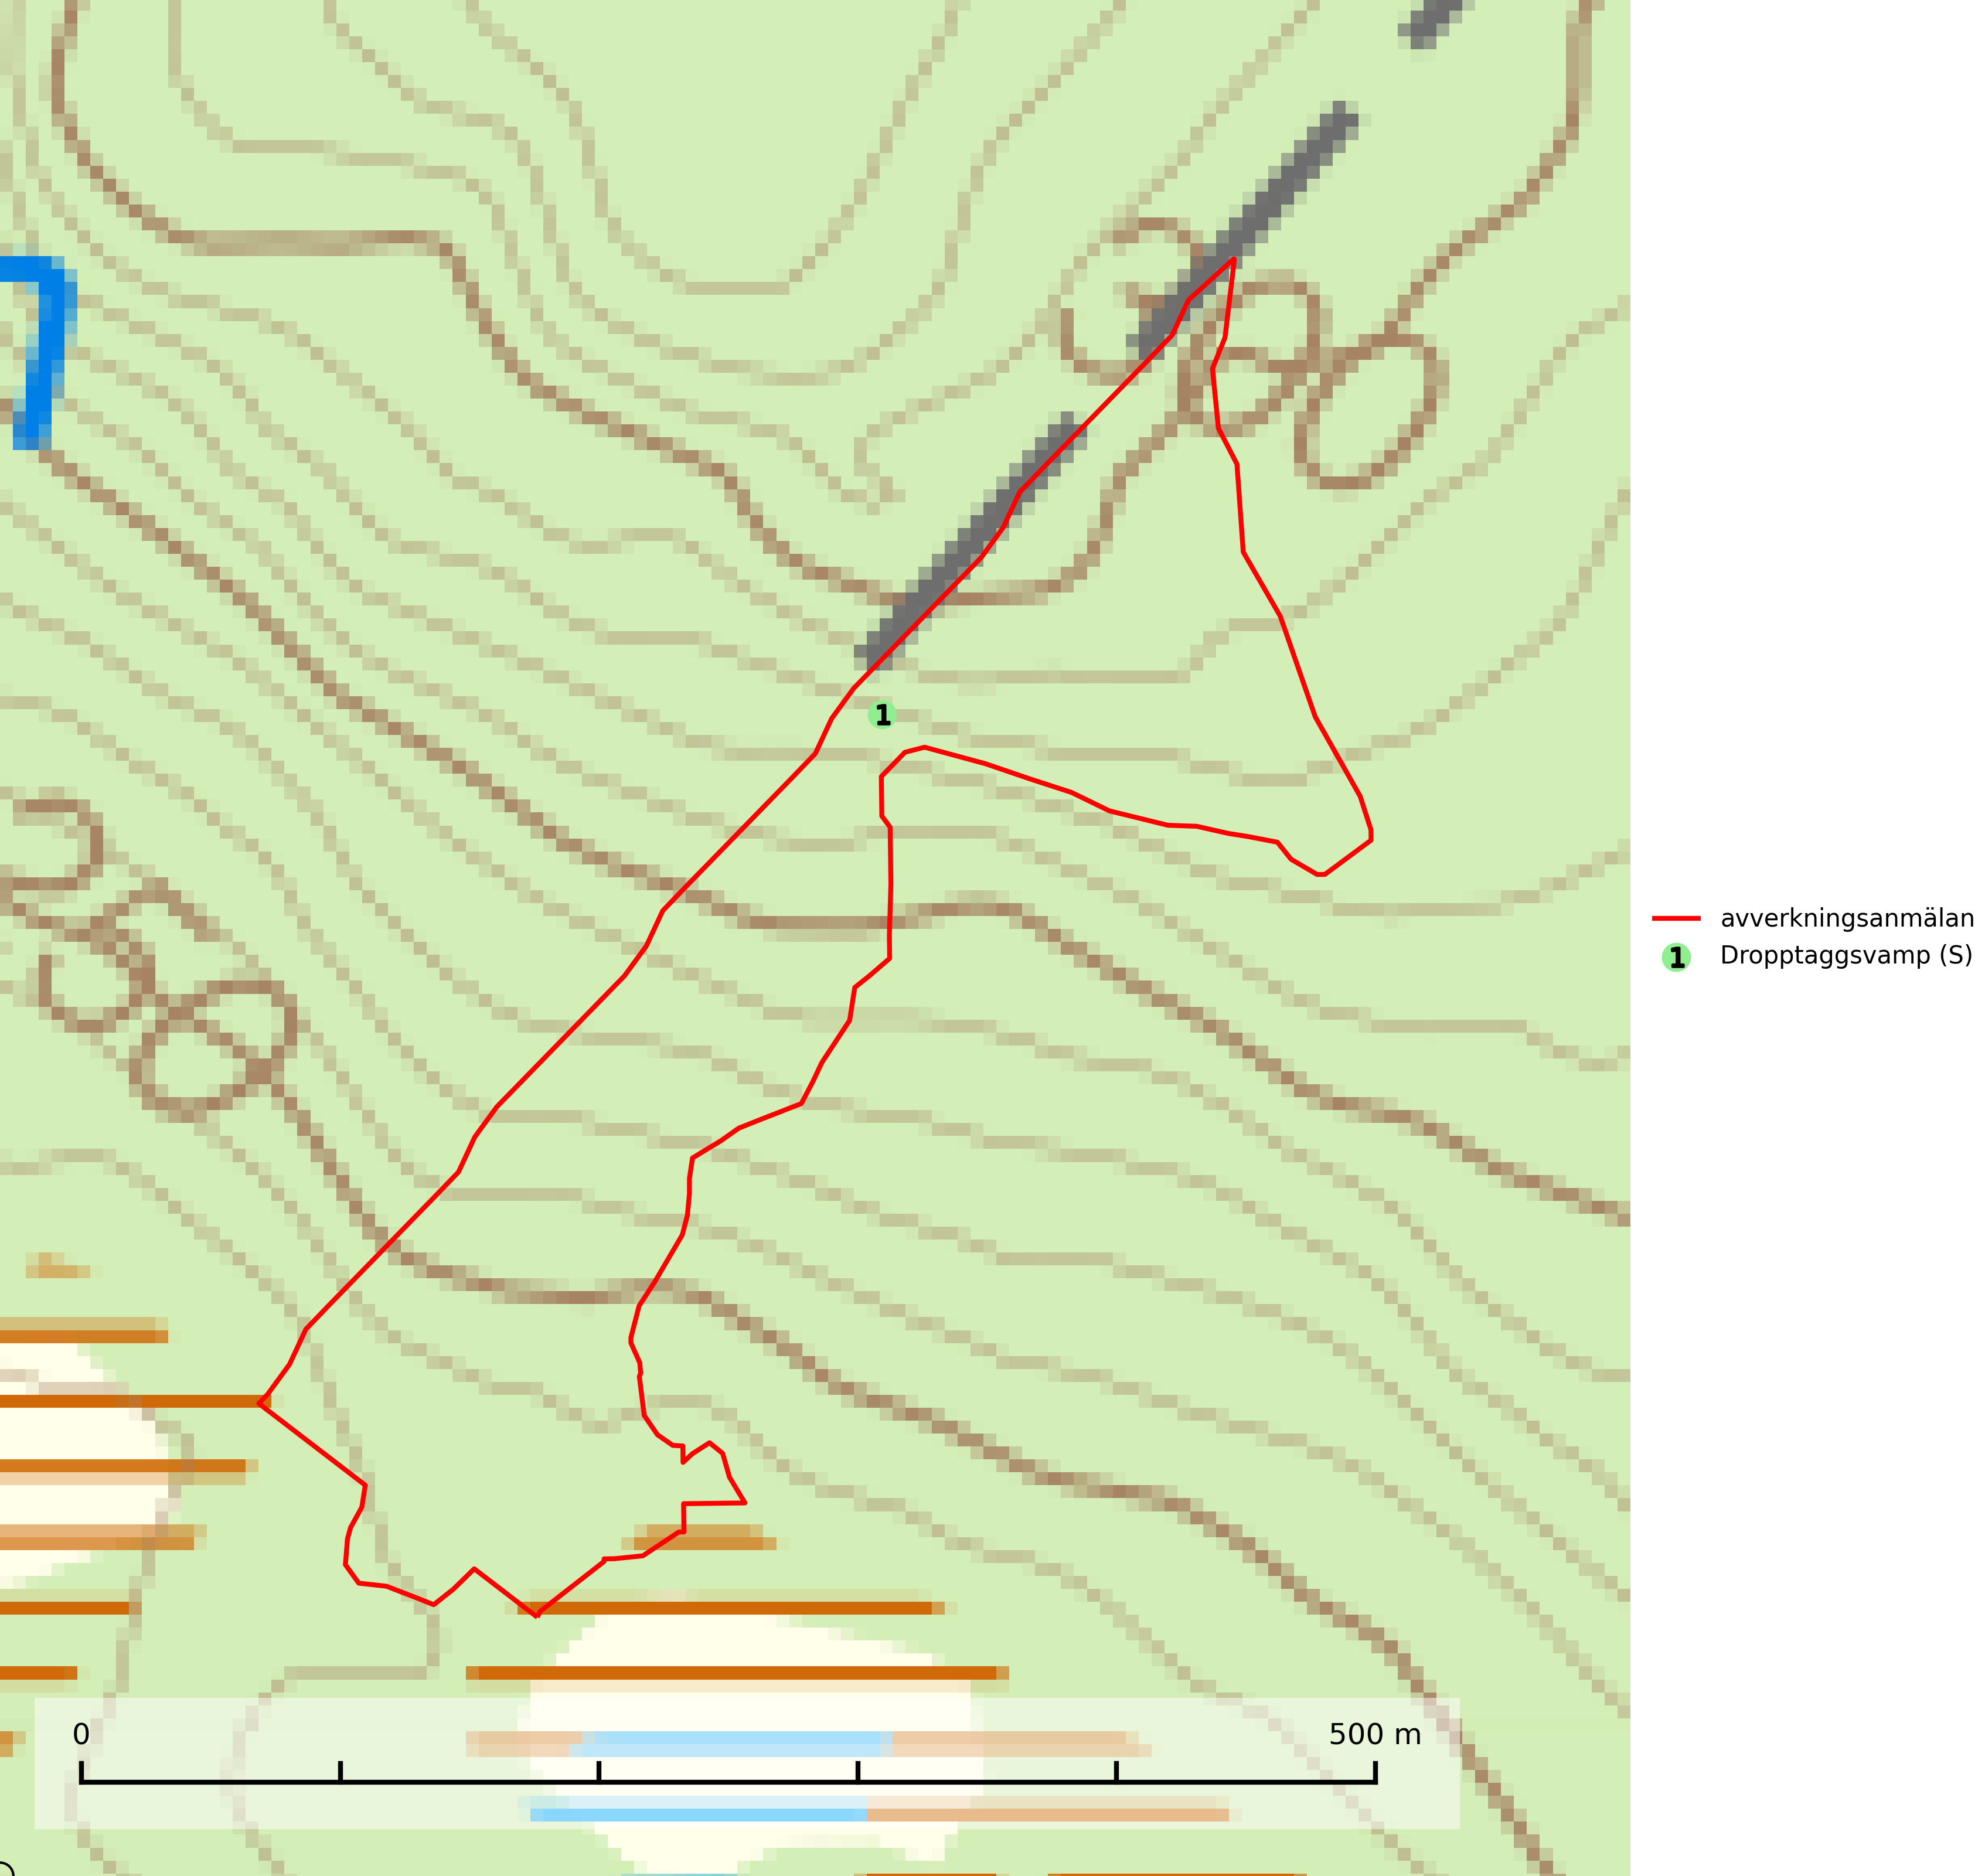 1
avverkningsanmälan
1 Dropptaggsvamp (S)
0 500 m